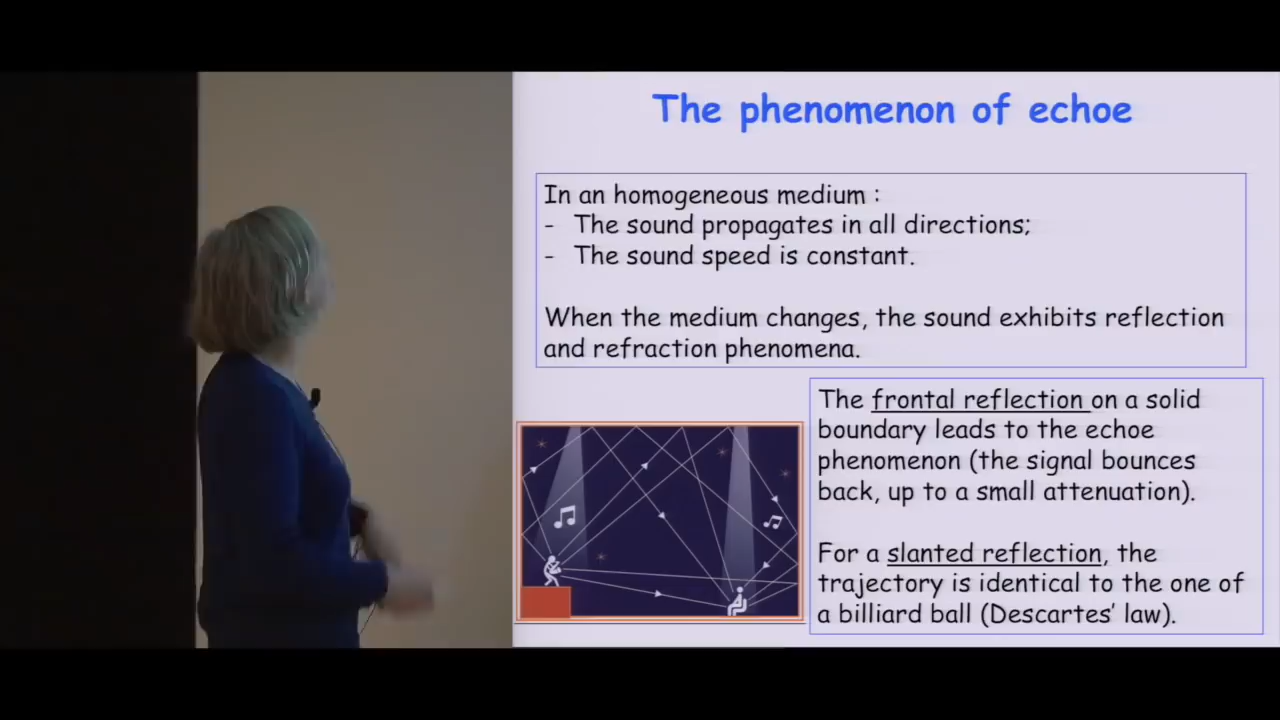 The phenomenon of echoe
In an homogeneous medium :
- The sound propagates in all directions;
- The sound speed is constant.
When the medium changes, the sound exhibits reflection
and refraction phenomena.
The frontal reflection on a solid
boundary leads to the echoe
phenomenon (the signal bounces
back, up to a small attenuation).
For a slanted reflection, the
trajectory is identical to the one of
a billiard ball (Descartes' law).